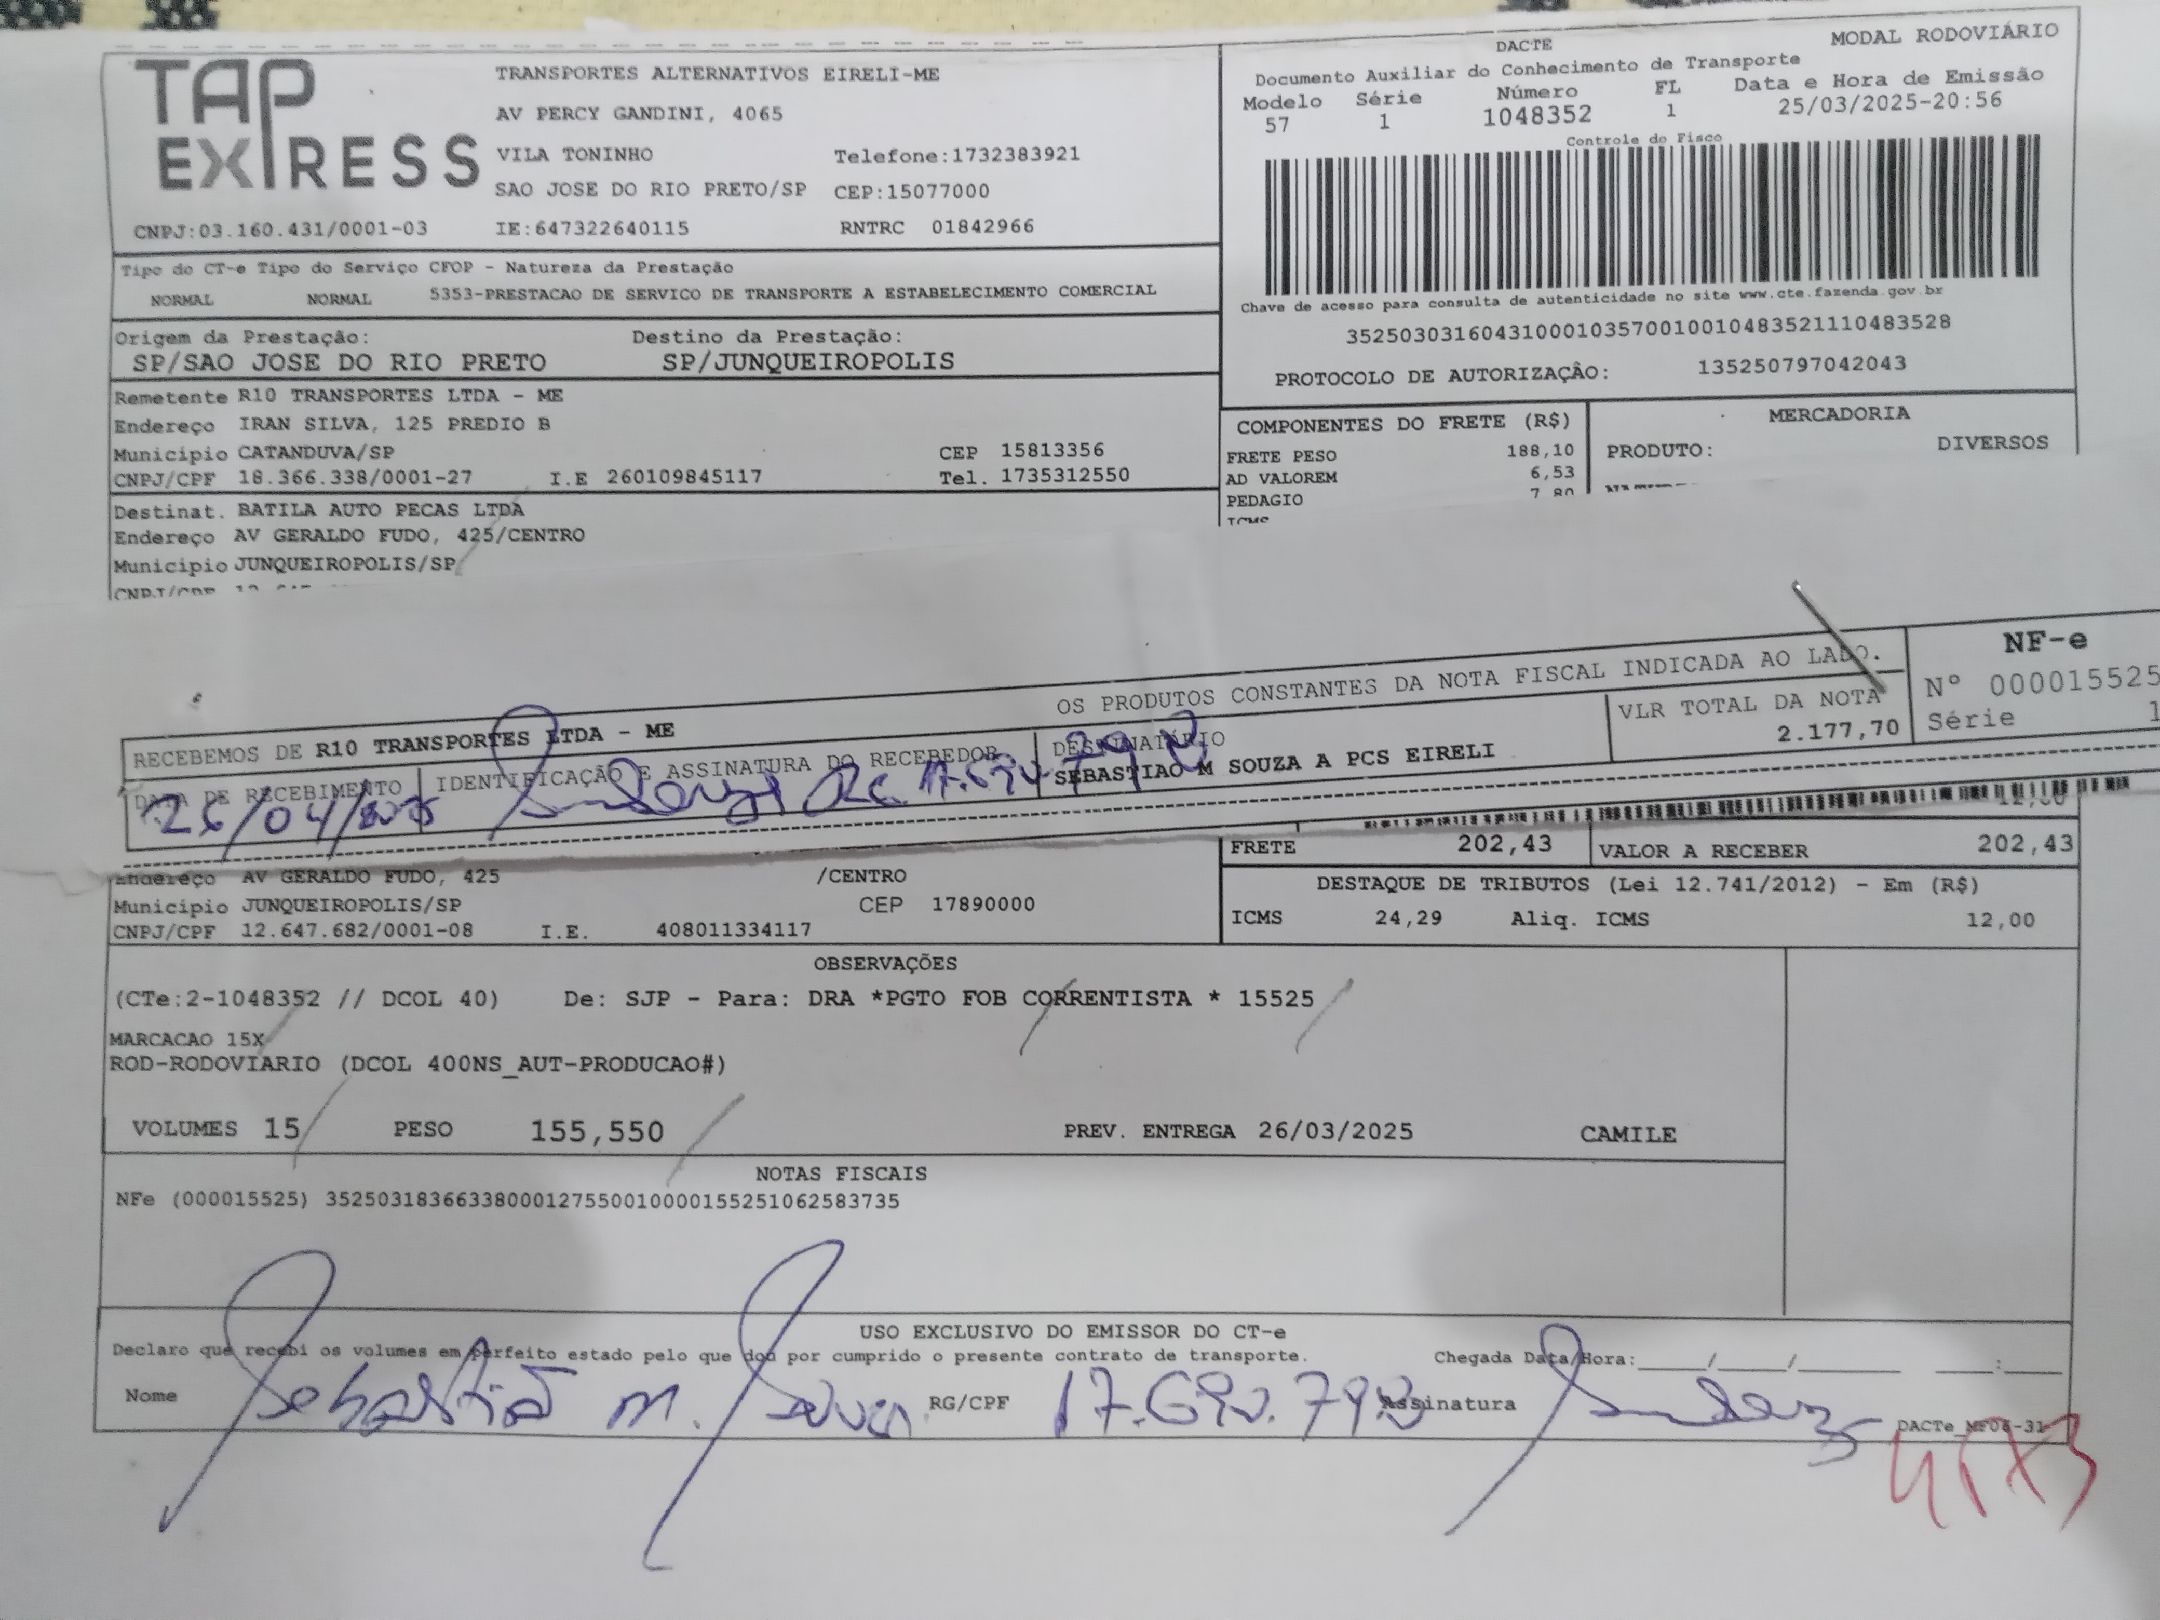 TAP EXPRESS
TRANSPORTES ALTERNATIVOS EIRELI-ME
AV PERCY GANDINI, 4065
VILA TONINHO Telefone:1732383921
SAO JOSE DO RIO PRETO/SP CEP:15077000
CNPJ:03.160.431/0001-03 IE:647322640115 RNTRC 01842966
DACTE MODAL RODOVIÁRIO
Documento Auxiliar do Conhecimento de Transporte
Modelo Série Número FL Data e Hora de Emissão
57 1 1048352 1 25/03/2025-20:56
Controle do Fisco
Chave de acesso para consulta de autenticidade no site www.cte.fazenda.gov.br
35250303160431000103570010010483521110483528
PROTOCOLO DE AUTORIZAÇÃO: 135250797042043
Tipo do CT-e Tipo do Serviço CFOP - Natureza da Prestação
NORMAL NORMAL 5353-PRESTACAO DE SERVICO DE TRANSPORTE A ESTABELECIMENTO COMERCIAL
Origem da Prestação: Destino da Prestação:
SP/SAO JOSE DO RIO PRETO SP/JUNQUEIROPOLIS
Remetente R10 TRANSPORTES LTDA - ME
Endereço IRAN SILVA, 125 PREDIO B
Municipio CATANDUVA/SP CEP 15813356
CNPJ/CPF 18.366.338/0001-27 I.E 260109845117 Tel. 1735312550
COMPONENTES DO FRETE (R$)
FRETE PESO 188,10
AD VALOREM 6,53
PEDAGIO 7,80
ICMS
MERCADORIA
PRODUTO: DIVERSOS
Destinat. BATILA AUTO PECAS LTDA
Endereço AV GERALDO FUDO, 425/CENTRO
Municipio JUNQUEIROPOLIS/SP
CNPJ/CPF
RECEBEMOS DE R10 TRANSPORTES LTDA - ME OS PRODUTOS CONSTANTES DA NOTA FISCAL INDICADA AO LADO.
DATA DE RECEBIMENTO IDENTIFICAÇÃO E ASSINATURA DO RECEBEDOR DESTINATÁRIO
SEBASTIAO M SOUZA A PCS EIRELI
VLR TOTAL DA NOTA
2.177,70
NF-e
Nº 000015525
Série 1
26/04/2025
FRETE 202,43 VALOR A RECEBER 202,43
Endereço AV GERALDO FUDO, 425 /CENTRO
Municipio JUNQUEIROPOLIS/SP CEP 17890000
CNPJ/CPF 12.647.682/0001-08 I.E. 408011334117
DESTAQUE DE TRIBUTOS (Lei 12.741/2012) - Em (R$)
ICMS 24,29 Aliq. ICMS 12,00
OBSERVAÇÕES
(CTe:2-1048352 // DCOL 40) De: SJP - Para: DRA *PGTO FOB CORRENTISTA * 15525
MARCACAO 15X
ROD-RODOVIARIO (DCOL 400NS_AUT-PRODUCAO#)
VOLUMES 15 PESO 155,550 PREV. ENTREGA 26/03/2025 CAMILE
NOTAS FISCAIS
NFe (000015525) 35250318366338000127550010000155251062583735
USO EXCLUSIVO DO EMISSOR DO CT-e
Declaro que recebi os volumes em perfeito estado pelo que dou por cumprido o presente contrato de transporte. Chegada Data/Hora:____/____/____ ___:___
Nome Sebastião M. Souza RG/CPF Assinatura
DACTe_MF06-31